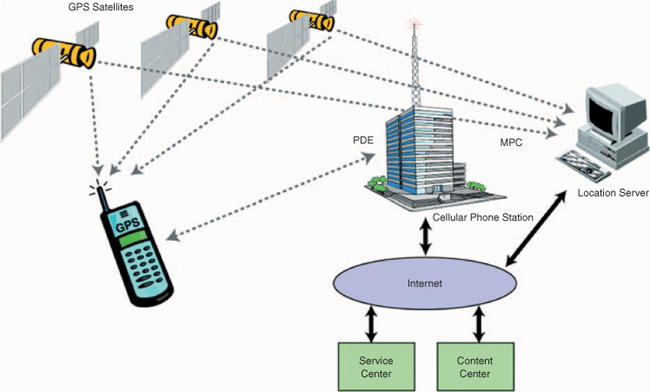 GPS Satellites
PDE
MPC
Location Server
Cellular Phone Station
GPS
Internet
Service
Center
Content
Center